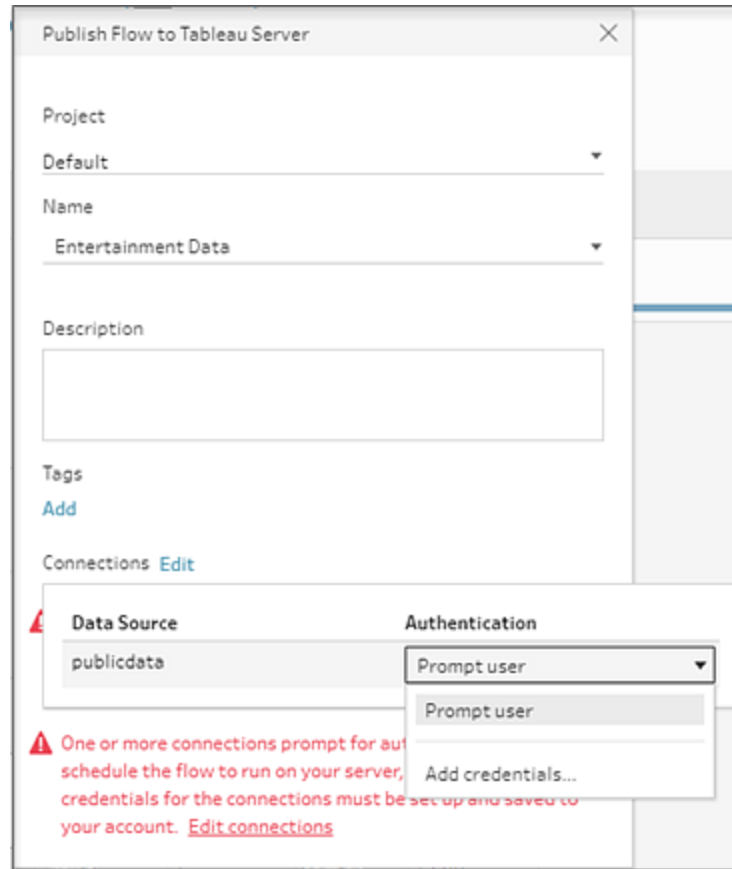 Publish Flow to Tableau Server
Project
Default
Name
Entertainment Data
Description
Tags
Add
Connections Edit
Data Source Authentication
publicdata Prompt user
Prompt user
Add credentials...
One or more connections prompt for
schedule the flow to run on your server,
credentials for the connections must be set up and saved to
your account. Edit connections